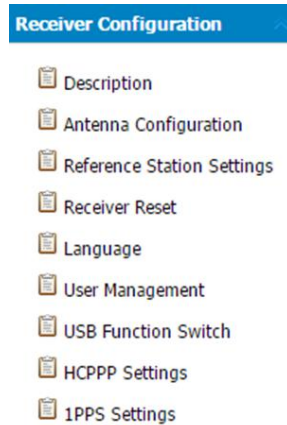 Receiver Configuration
Description
Antenna Configuration
Reference Station Settings
Receiver Reset
Language
User Management
USB Function Switch
HCPPP Settings
1PPS Settings